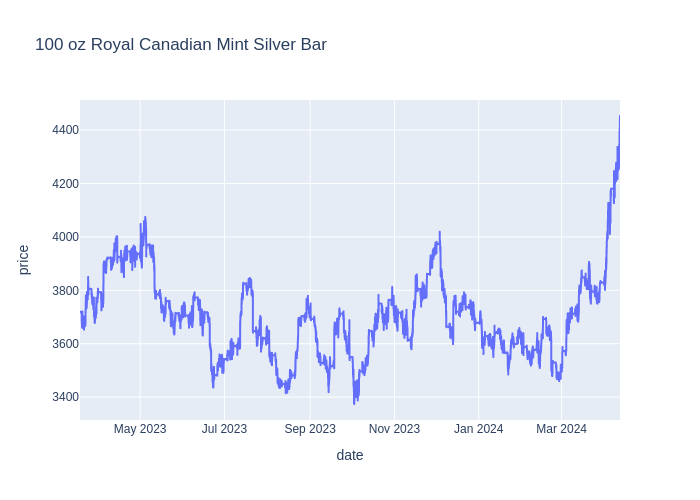 100 oz Royal Canadian Mint Silver Bar
4400
4200
4000
3800
3600
3400
price
May 2023 Jul 2023 Sep 2023 Nov 2023 Jan 2024 Mar 2024
date